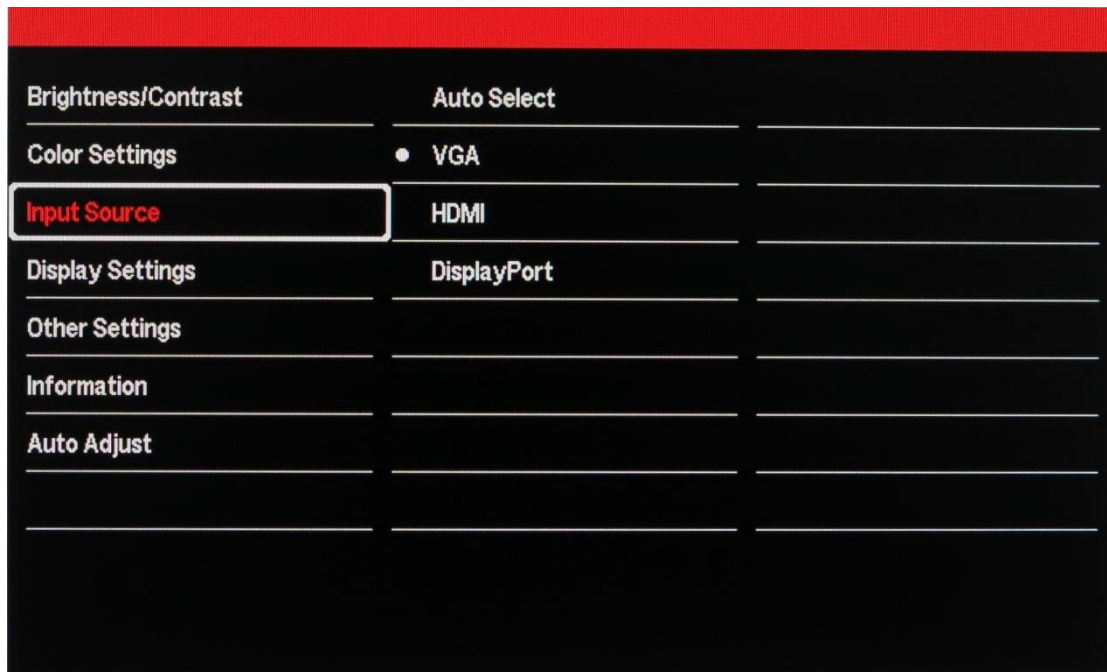 Brightness/Contrast
Auto Select
Color Settings
VGA
Input Source
HDMI
Display Settings
DisplayPort
Other Settings
Information
Auto Adjust